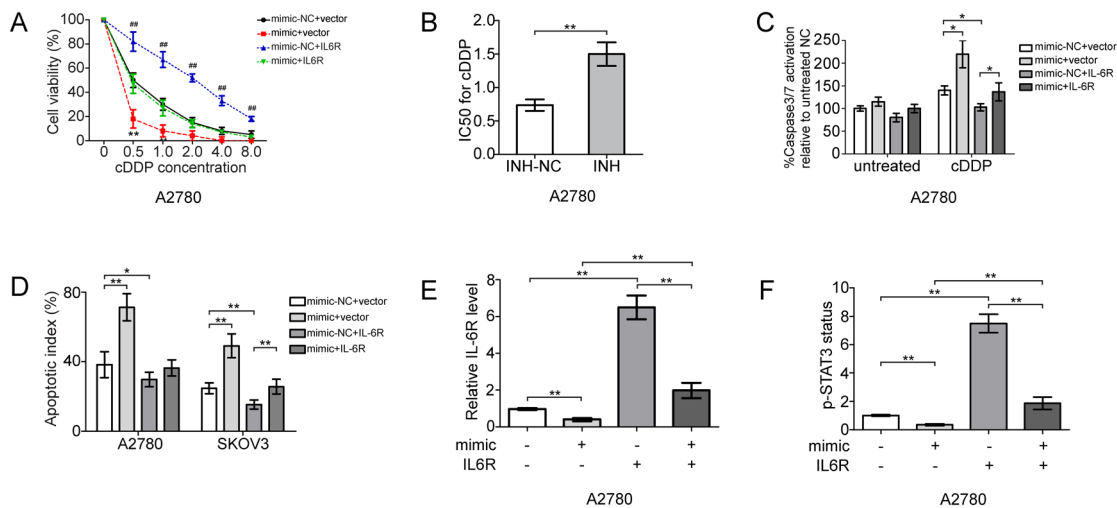 A
Cell viability (%)
100
80
60
40
20
0
##
##
##
##
##
**
**
mimic-NC+vector
mimic+vector
mimic-NC+IL6R
mimic+IL6R
0 0.5 1.0 2.0 4.0 8.0
cDDP concentration
A2780
B
IC50 for cDDP
2.0
1.5
1.0
0.5
0.0
**
INH-NC INH
A2780
C
%Caspase3/7 activation
relative to untreated NC
250
200
150
100
50
0
*
*
*
mimic-NC+vector
mimic+vector
mimic-NC+IL-6R
mimic+IL-6R
untreated cDDP
A2780
D
Apoptotic index (%)
80
40
0
*
**
**
**
**
mimic-NC+vector
mimic+vector
mimic-NC+IL-6R
mimic+IL-6R
A2780 SKOV3
E
Relative IL-6R level
8
6
4
2
0
**
**
**
**
mimic - + - +
IL6R - - + +
A2780
F
p-STAT3 status
10
8
6
4
2
0
**
**
**
**
mimic - + - +
IL6R - - + +
A2780